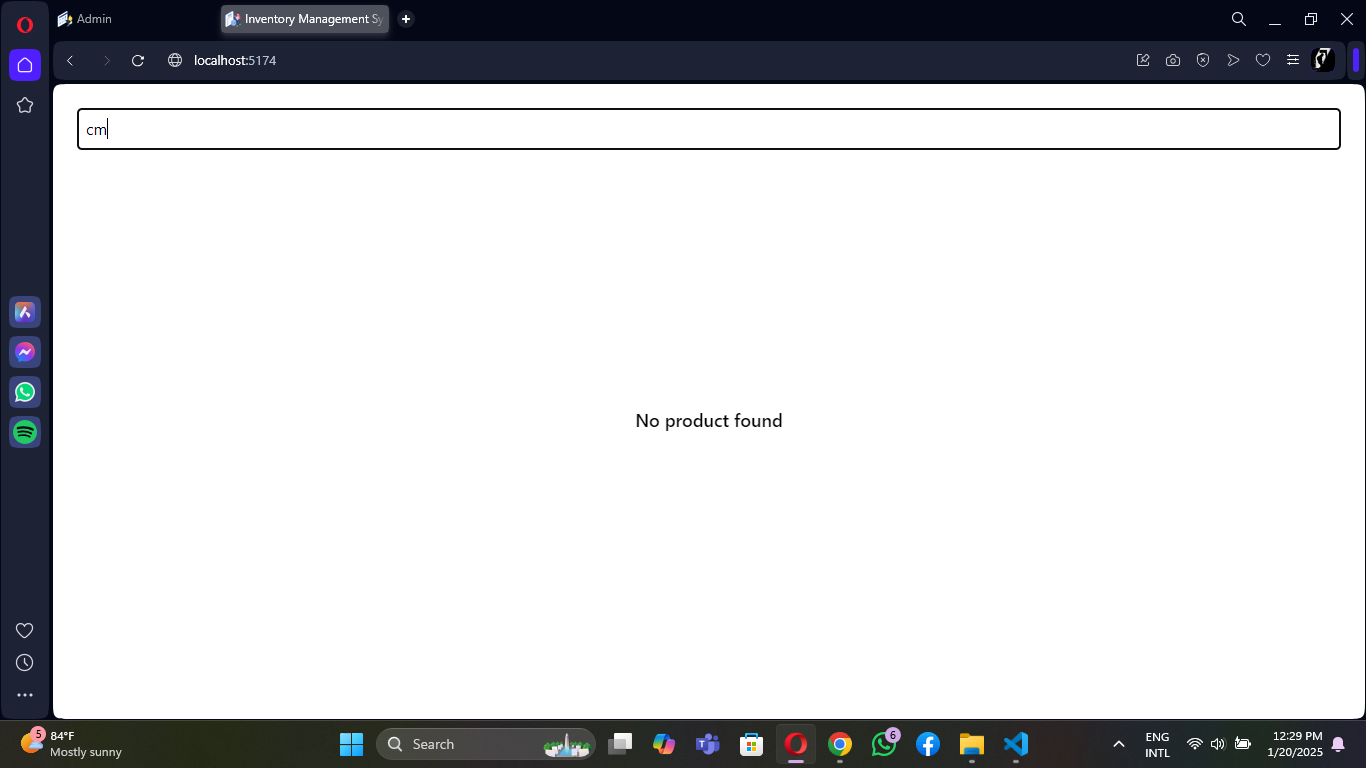 Admin
Inventory Management Sy
localhost:5174
cm
No product found
5
84°F
Mostly sunny
Search
6
ENG
INTL
12:29 PM
1/20/2025